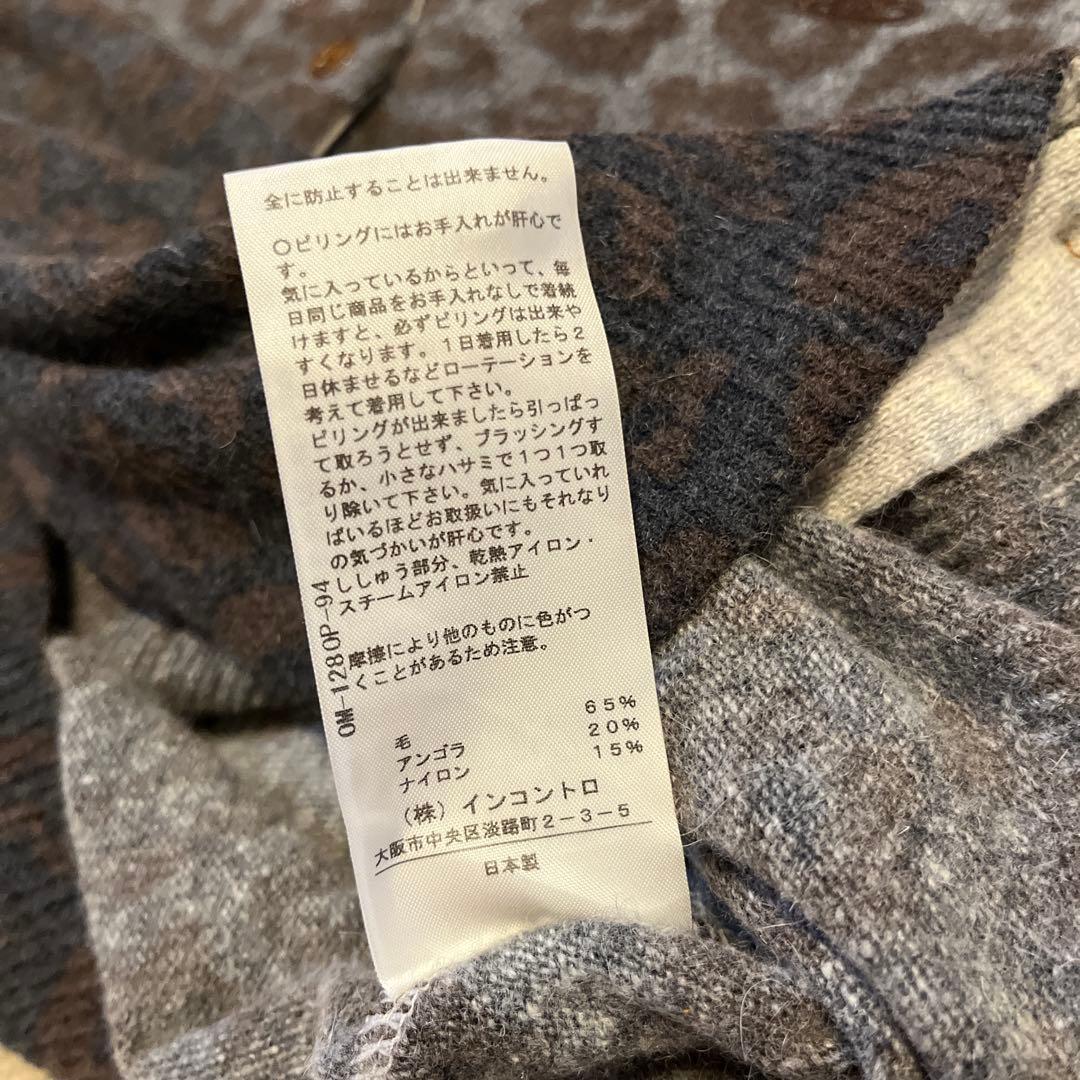 全に防止することは出来ません。
○ピリングにはお手入れが肝心で
す。
気に入っているからといって、毎
日同じ商品をお手入れなしで着続
けますと、必ずピリングは出来や
すくなります。1日着用したら2
日休ませるなどローテーションを
考えて着用して下さい。
ピリングが出来ましたら引っぱっ
て取ろうとせず、ブラッシングす
るか、小さなハサミで1つ1つ取
り除いて下さい。気に入っていれ
ばいるほどお取扱いにもそれなり
の気づかいが肝心です。
ししゅう部分、乾熱アイロン・
スチームアイロン禁止
摩擦により他のものに色がつ
くことがあるため注意。
OM-128OP-94
毛 65%
アンゴラ 20%
ナイロン 15%
(株)インコントロ
大阪市中央区淡路町2-3-5
日本製